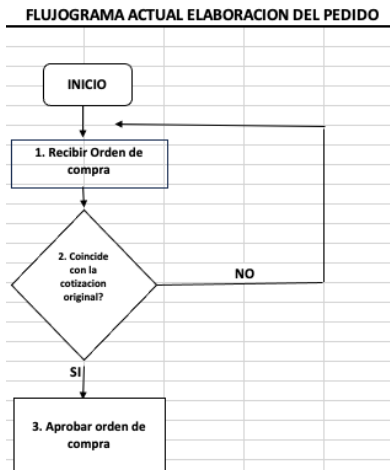 FLUJOGRAMA ACTUAL ELABORACION DEL PEDIDO
INICIO
1. Recibir Orden de
compra
2. Coincide
con la
cotizacion
original?
NO
SI
3. Aprobar orden de
compra